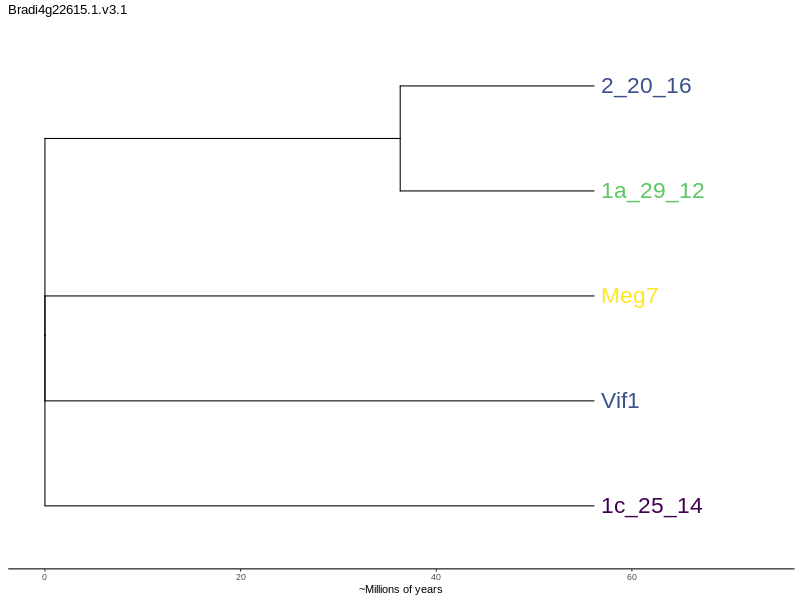 Bradi4g22615.1.v3.1
2_20_16
1a_29_12
Meg7
Vif1
1c_25_14
0 20 40 60
~Millions of years